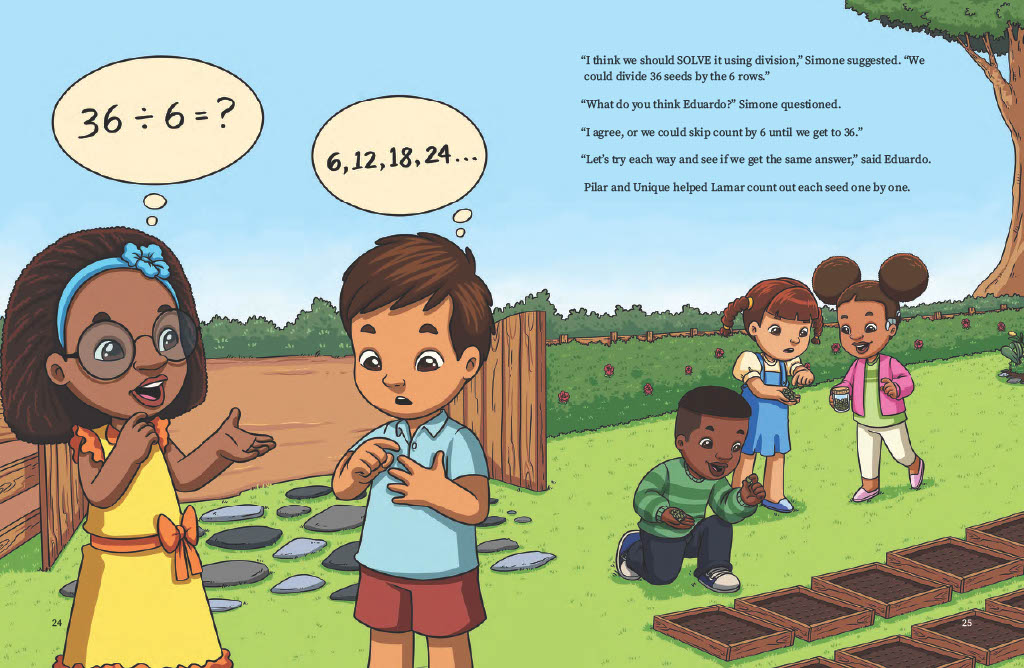 36 ÷ 6 = ?
6, 12, 18, 24...
“I think we should SOLVE it using division,” Simone suggested. “We
could divide 36 seeds by the 6 rows.”
“What do you think Eduardo?” Simone questioned.
“I agree, or we could skip count by 6 until we get to 36.”
“Let’s try each way and see if we get the same answer,” said Eduardo.
Pilar and Unique helped Lamar count out each seed one by one.
24
25